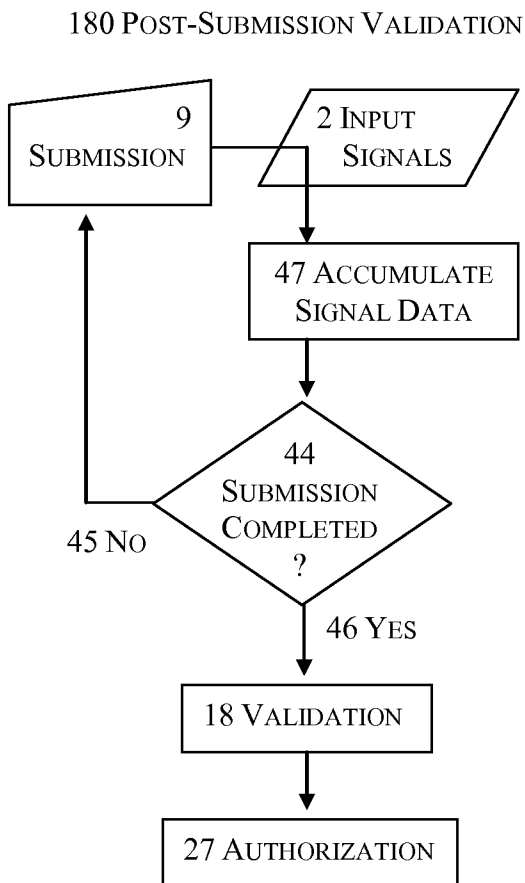 180 POST-SUBMISSION VALIDATION
9
SUBMISSION
2 INPUT
SIGNALS
47 ACCUMULATE
SIGNAL DATA
44
SUBMISSION
COMPLETED
?
45 NO
46 YES
18 VALIDATION
27 AUTHORIZATION